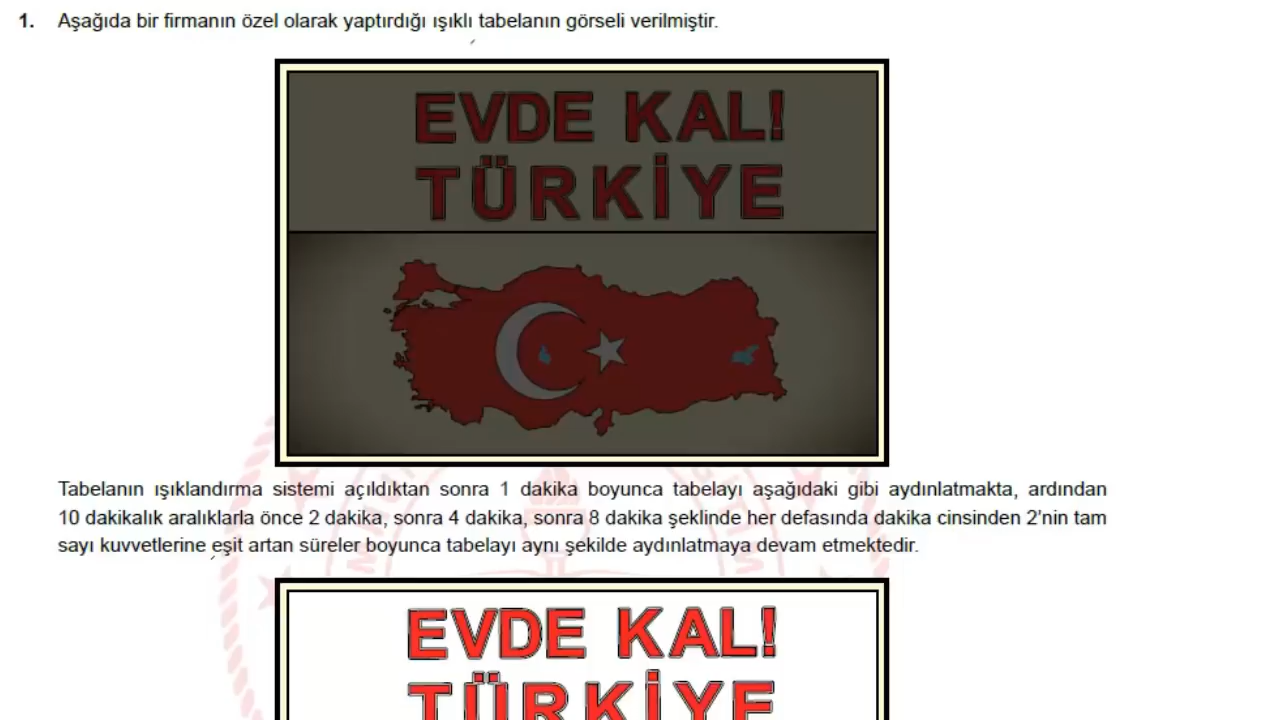 1. Aşağıda bir firmanın özel olarak yaptırdığı ışıklı tabelanın görseli verilmiştir.
EVDE KAL!
TÜRKİYE
Tabelanın ışıklandırma sistemi açıldıktan sonra 1 dakika boyunca tabelayı aşağıdaki gibi aydınlatmakta, ardından
10 dakikalık aralıklarla önce 2 dakika, sonra 4 dakika, sonra 8 dakika şeklinde her defasında dakika cinsinden 2'nin tam
sayı kuvvetlerine eşit artan süreler boyunca tabelayı aynı şekilde aydınlatmaya devam etmektedir.
EVDE KAL!
TÜRKİYE